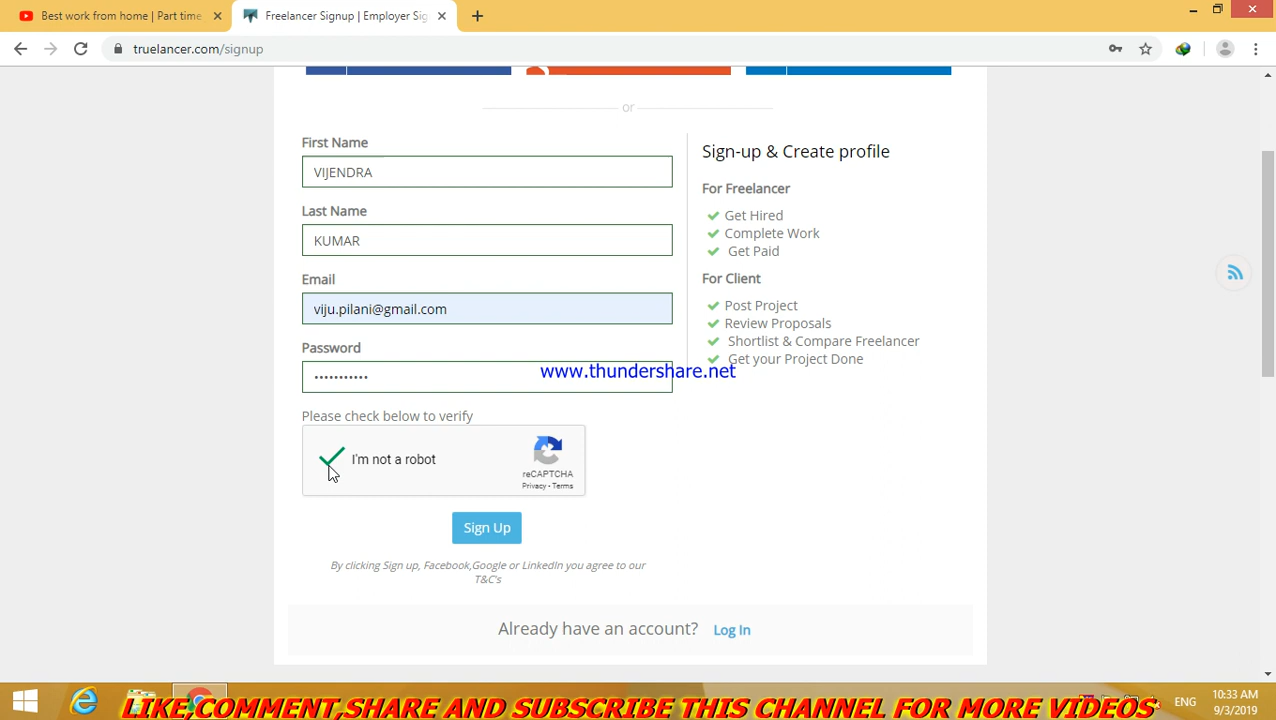 Best work from home | Part time
Freelancer Signup | Employer Sig
truelancer.com/signup
or
First Name
VIJENDRA
Last Name
KUMAR
Email
viju.pilani@gmail.com
Password
•••••••••••
Please check below to verify
I'm not a robot
reCAPTCHA
Privacy - Terms
Sign Up
By clicking Sign up, Facebook,Google or LinkedIn you agree to our
T&C's
Sign-up & Create profile
For Freelancer
Get Hired
Complete Work
Get Paid
For Client
Post Project
Review Proposals
Shortlist & Compare Freelancer
Get your Project Done
www.thundershare.net
Already have an account? Log In
ENG
10:33 AM
9/3/2019
LIKE,COMMENT,SHARE AND SUBSCRIBE THIS CHANNEL FOR MORE VIDEOS